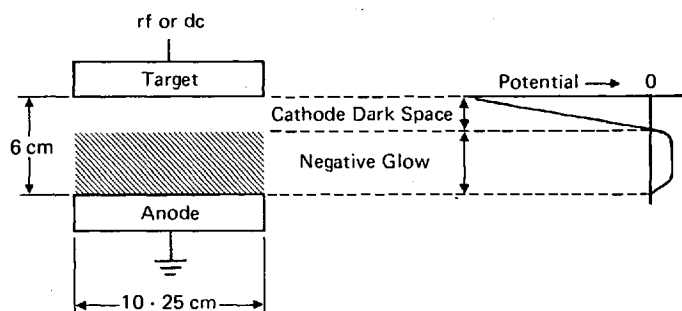 rf or dc
Target
Potential → 0
Cathode Dark Space
6 cm
Negative Glow
Anode
10 · 25 cm